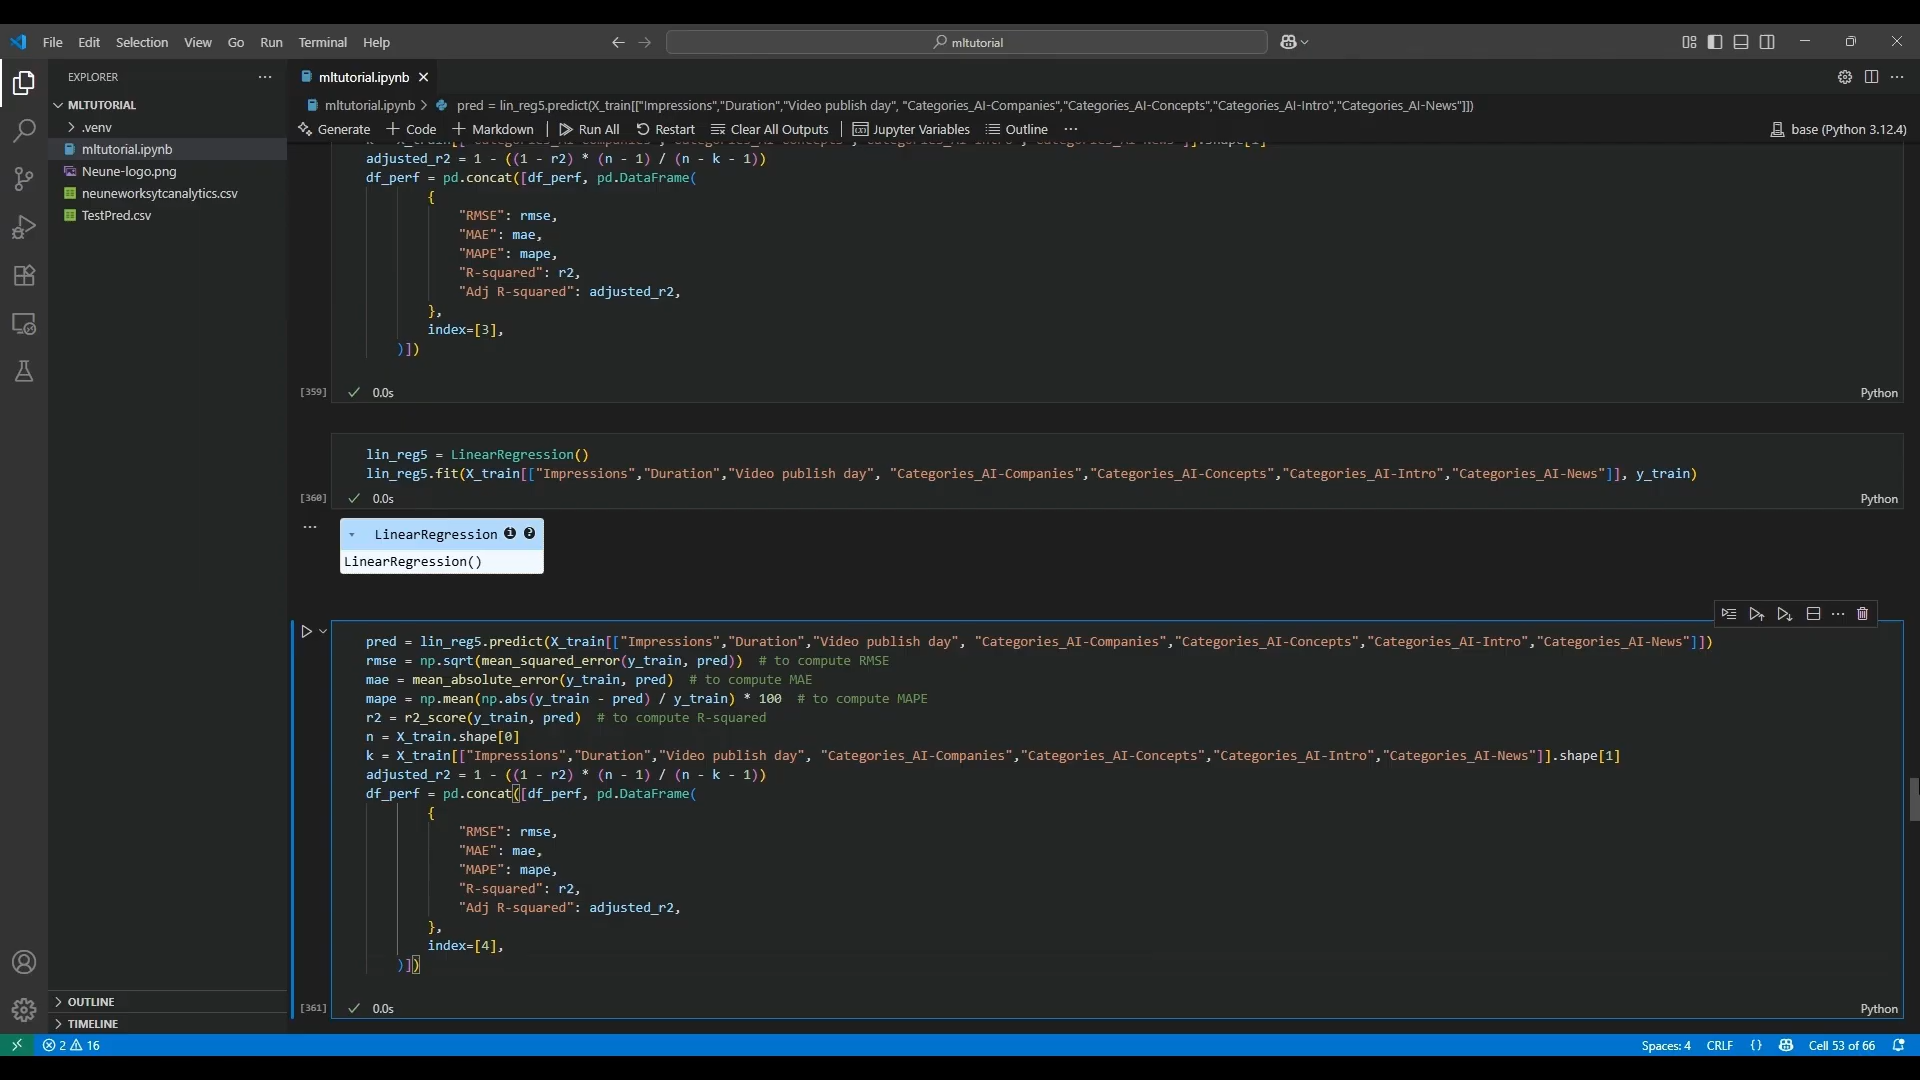 File Edit Selection View Go Run Terminal Help
mltutorial
EXPLORER
MLTUTORIAL
.venv
mltutorial.ipynb
Neune-logo.png
neuneworksytcanalytics.csv
TestPred.csv
OUTLINE
TIMELINE
mltutorial.ipynb
mltutorial.ipynb > pred = lin_reg5.predict(X_train[["Impressions","Duration","Video publish day", "Categories_AI-Companies","Categories_AI-Concepts","Categories_AI-Intro","Categories_AI-News"]])
Generate + Code + Markdown | Run All Restart Clear All Outputs | Jupyter Variables Outline ...
base (Python 3.12.4)
adjusted_r2 = 1 - ((1 - r2) * (n - 1) / (n - k - 1))
df_perf = pd.concat([df_perf, pd.DataFrame(
{
"RMSE": rmse,
"MAE": mae,
"MAPE": mape,
"R-squared": r2,
"Adj R-squared": adjusted_r2,
},
index=[3],
)])
[359] 0.0s Python
lin_reg5 = LinearRegression()
lin_reg5.fit(X_train[["Impressions","Duration","Video publish day", "Categories_AI-Companies","Categories_AI-Concepts","Categories_AI-Intro","Categories_AI-News"]], y_train)
[360] 0.0s Python
LinearRegression i ?
LinearRegression()
pred = lin_reg5.predict(X_train[["Impressions","Duration","Video publish day", "Categories_AI-Companies","Categories_AI-Concepts","Categories_AI-Intro","Categories_AI-News"]])
rmse = np.sqrt(mean_squared_error(y_train, pred))  # to compute RMSE
mae = mean_absolute_error(y_train, pred)  # to compute MAE
mape = np.mean(np.abs(y_train - pred) / y_train) * 100  # to compute MAPE
r2 = r2_score(y_train, pred)  # to compute R-squared
n = X_train.shape[0]
k = X_train[["Impressions","Duration","Video publish day", "Categories_AI-Companies","Categories_AI-Concepts","Categories_AI-Intro","Categories_AI-News"]].shape[1]
adjusted_r2 = 1 - ((1 - r2) * (n - 1) / (n - k - 1))
df_perf = pd.concat([df_perf, pd.DataFrame(
{
"RMSE": rmse,
"MAE": mae,
"MAPE": mape,
"R-squared": r2,
"Adj R-squared": adjusted_r2,
},
index=[4],
)])
[361] 0.0s Python
2 16
Spaces: 4 CRLF {} Cell 53 of 66